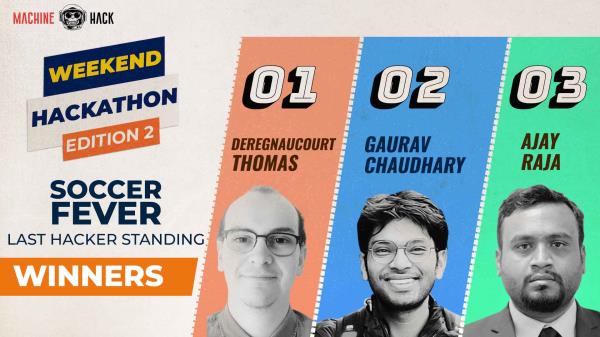 MACHINE HACK
WEEKEND
HACKATHON
EDITION 2
SOCCER
FEVER
LAST HACKER STANDING
WINNERS
01
DEREGNAUCOURT
THOMAS
02
GAURAV
CHAUDHARY
03
AJAY
RAJA